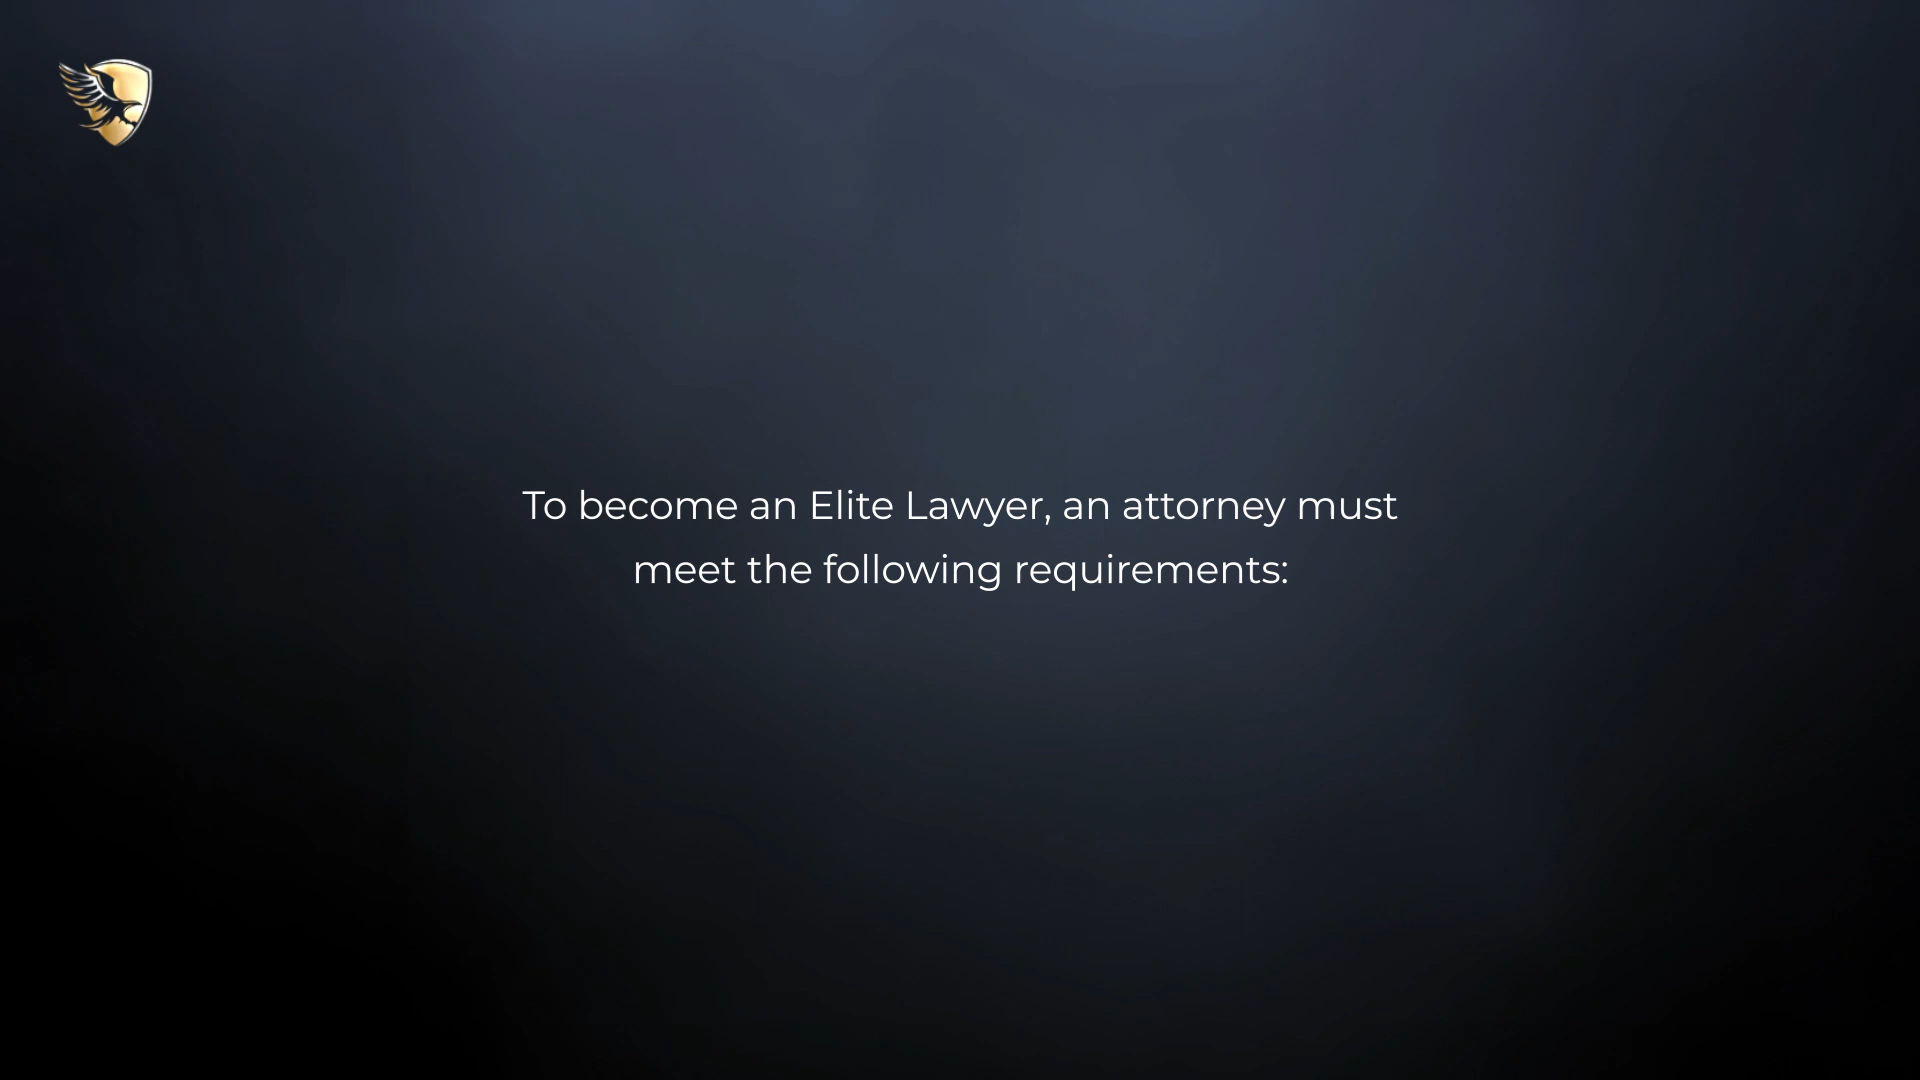 To become an Elite Lawyer, an attorney must
meet the following requirements: